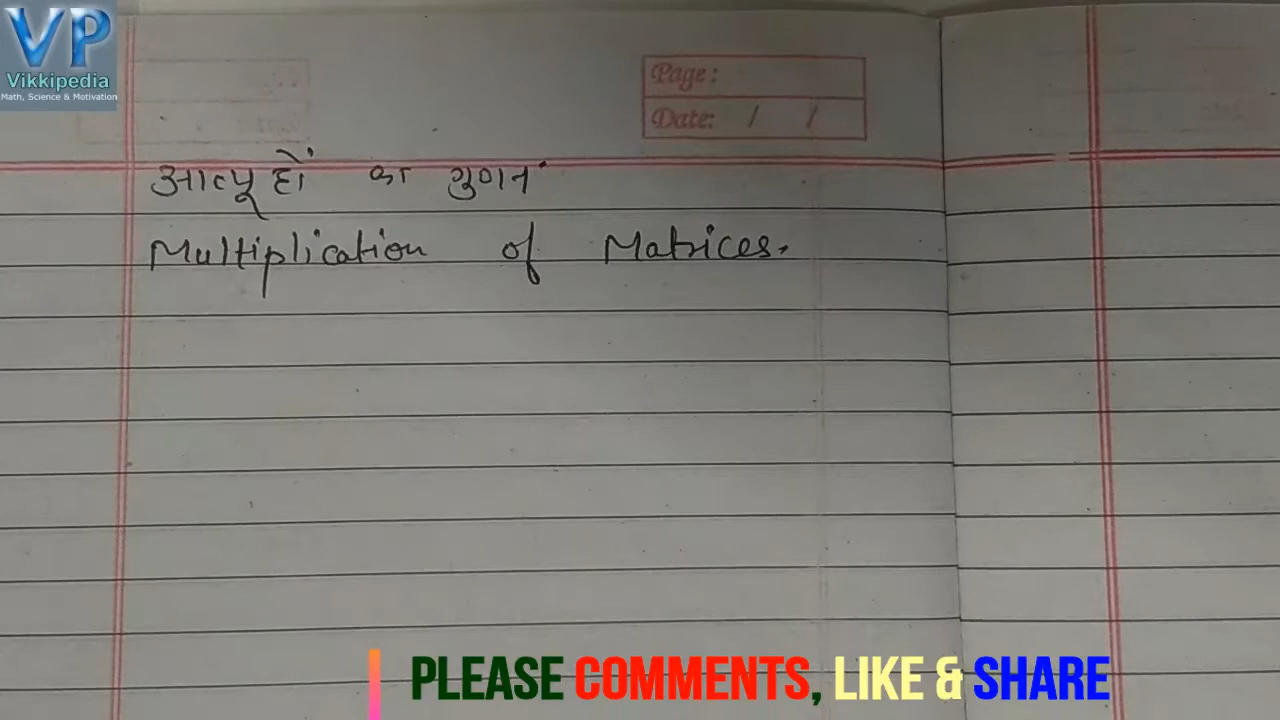 VP
Vikkipedia
Math, Science & Motivation
Page:
Date: / /
आव्यूहों का गुणन
Multiplication of Matrices.
PLEASE COMMENTS, LIKE & SHARE